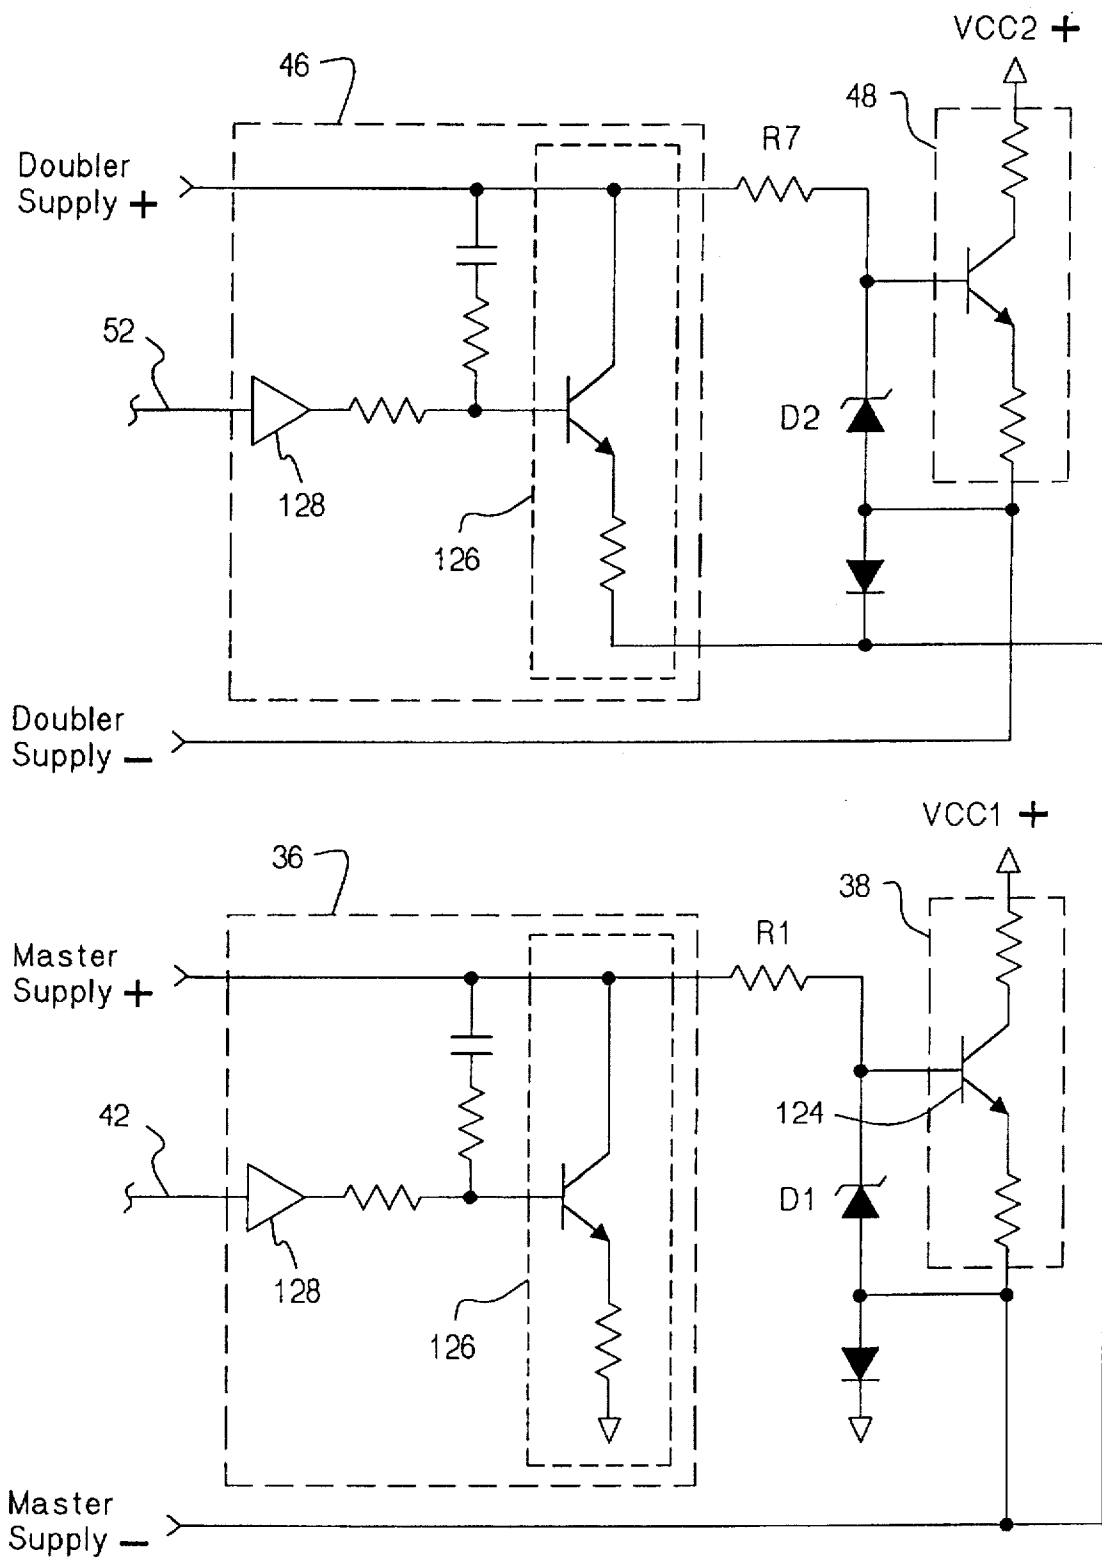 VCC2 +
46
48
R7
Doubler
Supply +
52
D2
128
126
Doubler
Supply −
VCC1 +
36
38
R1
Master
Supply +
42
124
D1
128
126
Master
Supply −